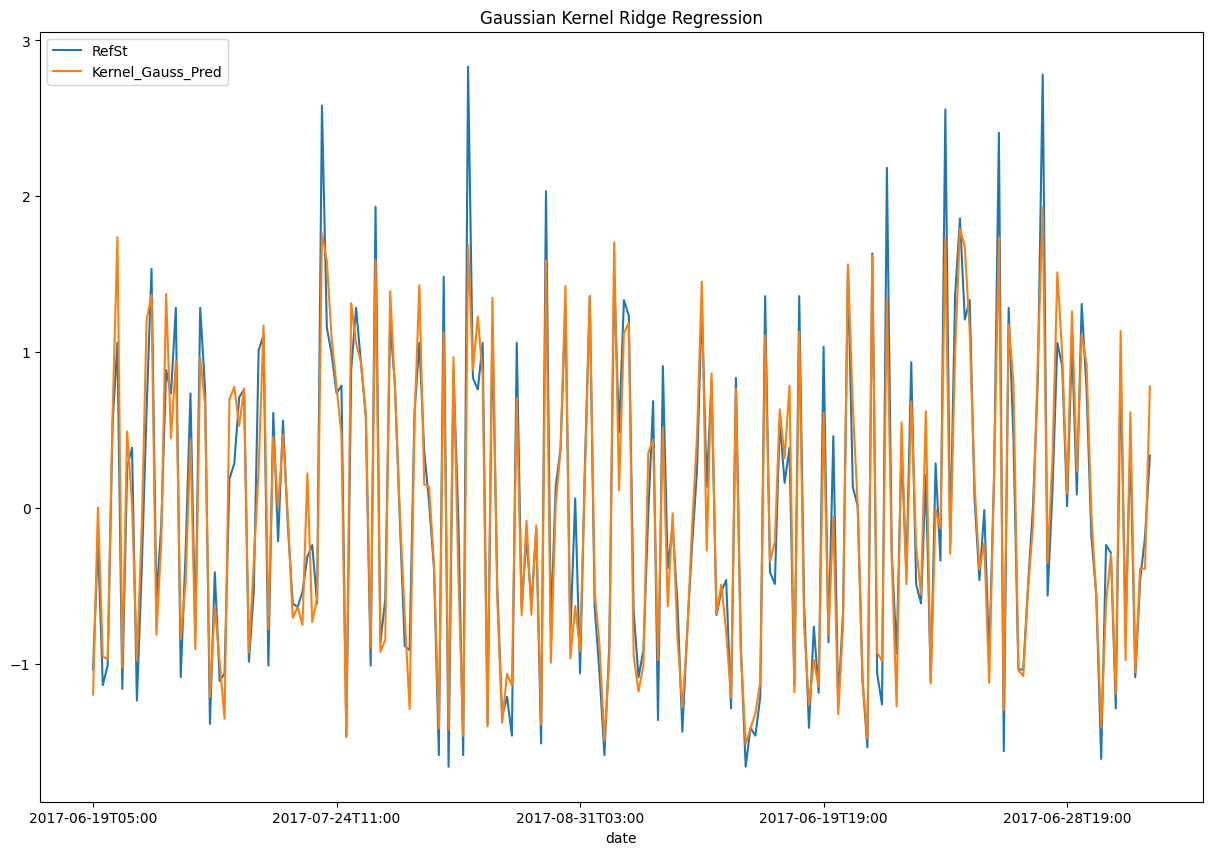 Gaussian Kernel Ridge Regression
RefSt
Kernel_Gauss_Pred
3
2
1
0
−1
2017-06-19T05:00
2017-07-24T11:00
2017-08-31T03:00
2017-06-19T19:00
2017-06-28T19:00
date